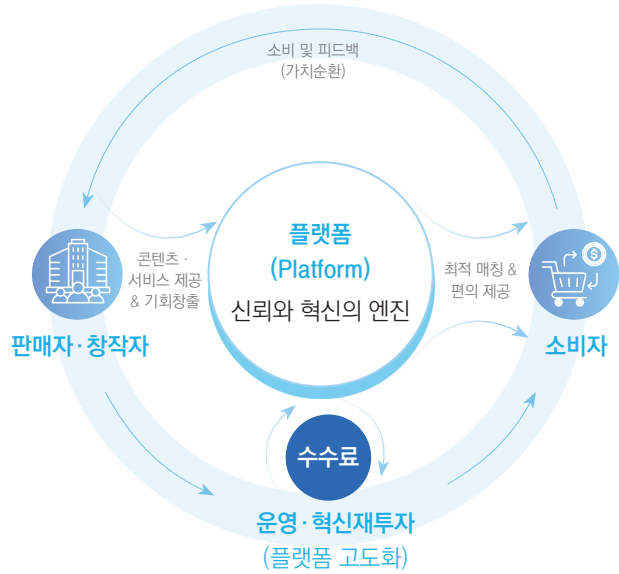 소비 및 피드백
(가치순환)
플랫폼
(Platform)
신뢰와 혁신의 엔진
콘텐츠 ·
서비스 제공
& 기회창출
최적 매칭 &
편의 제공
판매자 · 창작자
소비자
수수료
운영 · 혁신재투자
(플랫폼 고도화)